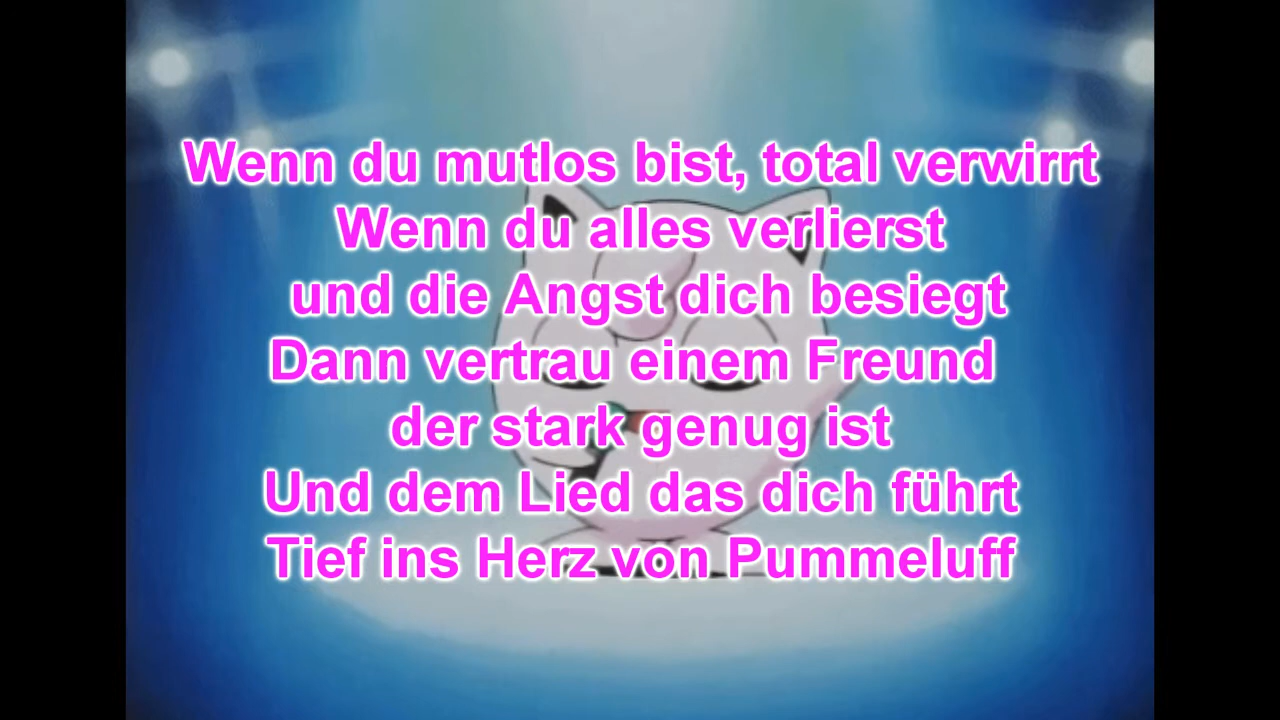 Wenn du mutlos bist, total verwirrt
Wenn du alles verlierst
und die Angst dich besiegt
Dann vertrau einem Freund
der stark genug ist
Und dem Lied das dich führt
Tief ins Herz von Pummeluff